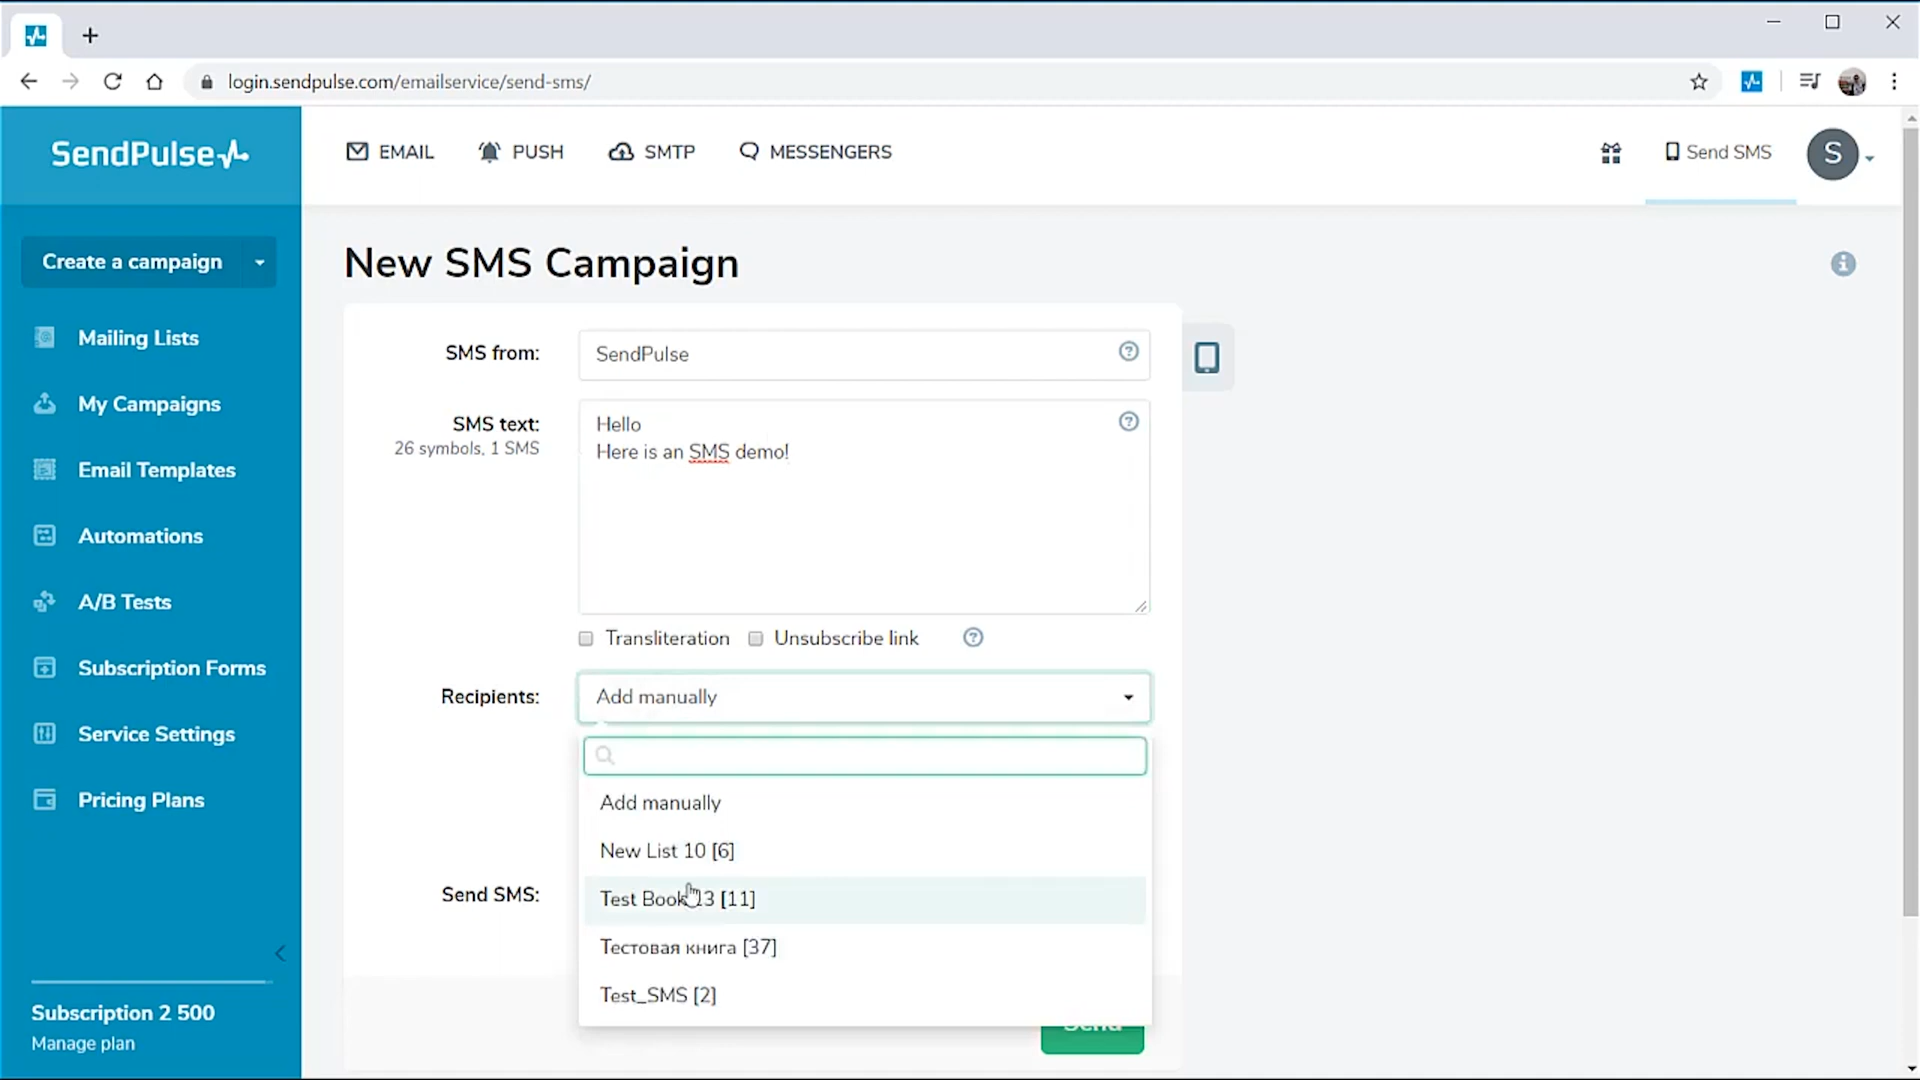 login.sendpulse.com/emailservice/send-sms/
SendPulse
EMAIL
PUSH
SMTP
MESSENGERS
Send SMS
S
Create a campaign
Mailing Lists
My Campaigns
Email Templates
Automations
A/B Tests
Subscription Forms
Service Settings
Pricing Plans
Subscription 2 500
Manage plan
New SMS Campaign
SMS from:
SendPulse
SMS text:
26 symbols, 1 SMS
Hello
Here is an SMS demo!
Transliteration
Unsubscribe link
Recipients:
Add manually
Add manually
New List 10 [6]
Test Book 13 [11]
Тестовая книга [37]
Test_SMS [2]
Send SMS:
Send